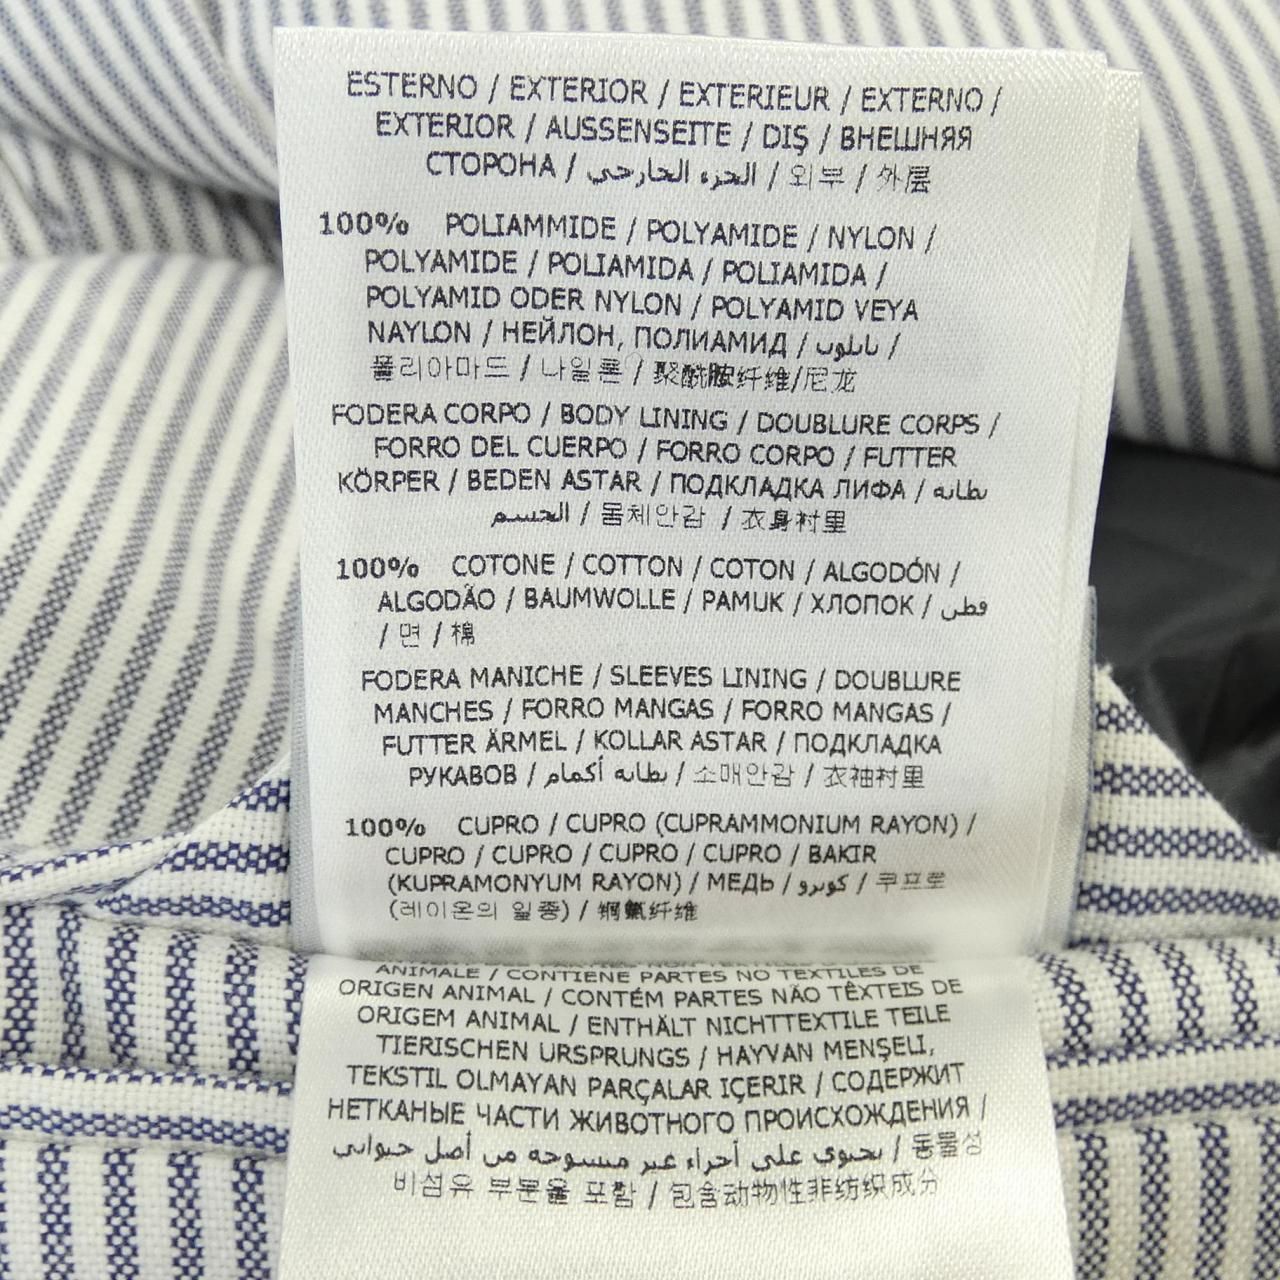 ESTERNO / EXTERIOR / EXTERIEUR / EXTERNO /
EXTERIOR / AUSSENSEITE / DIŞ / ВНЕШНЯЯ
СТОРОНА / الجزء الخارجي / 외부 / 外层
100% POLIAMMIDE / POLYAMIDE / NYLON /
POLYAMIDE / POLIAMIDA / POLIAMIDA /
POLYAMID ODER NYLON / POLYAMID VEYA
NAYLON / НЕЙЛОН, ПОЛИАМИД / نايلون /
폴리아마드 / 나일론 / 聚酰胺纤维/尼龙
FODERA CORPO / BODY LINING / DOUBLURE CORPS /
FORRO DEL CUERPO / FORRO CORPO / FUTTER
KÖRPER / BEDEN ASTAR / ПОДКЛАДКА ЛИФА / بطانة
الجسم / 몸체안감 / 衣身衬里
100% COTONE / COTTON / COTON / ALGODÓN /
ALGODÃO / BAUMWOLLE / PAMUK / ХЛОПОК / قطن
/ 면 / 棉
FODERA MANICHE / SLEEVES LINING / DOUBLURE
MANCHES / FORRO MANGAS / FORRO MANGAS /
FUTTER ÄRMEL / KOLLAR ASTAR / ПОДКЛАДКА
РУКАВОВ / بطانة أكمام / 소매안감 / 衣袖衬里
100% CUPRO / CUPRO (CUPRAMMONIUM RAYON) /
CUPRO / CUPRO / CUPRO / CUPRO / BAKIR
(KUPRAMONYUM RAYON) / МЕДЬ / كوبرو / 쿠프로
(레이온의 일종) / 铜氨纤维
ANIMALE / CONTIENE PARTES NO TEXTILES DE
ORIGEN ANIMAL / CONTÉM PARTES NÃO TÊXTEIS DE
ORIGEM ANIMAL / ENTHÄLT NICHTTEXTILE TEILE
TIERISCHEN URSPRUNGS / HAYVAN MENŞELI,
TEKSTIL OLMAYAN PARÇALAR IÇERIR / СОДЕРЖИТ
НЕТКАНЫЕ ЧАСТИ ЖИВОТНОГО ПРОИСХОЖДЕНИЯ /
يحتوي على أجزاء غير منسوجة من أصل حيواني / 동물성
비섬유 부분을 포함 / 包含动物性非纺织成分